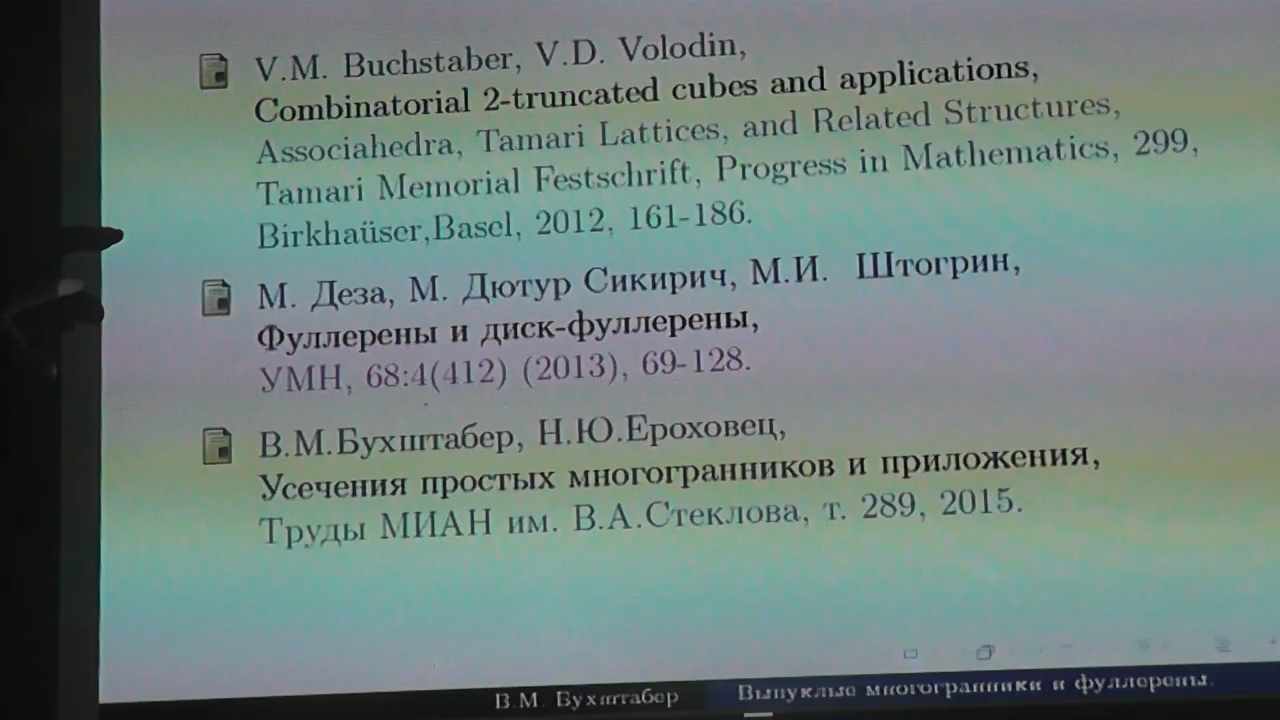 V.M. Buchstaber, V.D. Volodin,
Combinatorial 2-truncated cubes and applications,
Associahedra, Tamari Lattices, and Related Structures,
Tamari Memorial Festschrift, Progress in Mathematics, 299,
Birkhaüser,Basel, 2012, 161-186.
М. Деза, М. Дютур Сикирич, М.И. Штогрин,
Фуллерены и диск-фуллерены,
УМН, 68:4(412) (2013), 69-128.
В.М.Бухштабер, Н.Ю.Ероховец,
Усечения простых многогранников и приложения,
Труды МИАН им. В.А.Стеклова, т. 289, 2015.
В.М. Бухштабер
Выпуклые многогранники и фуллерены.